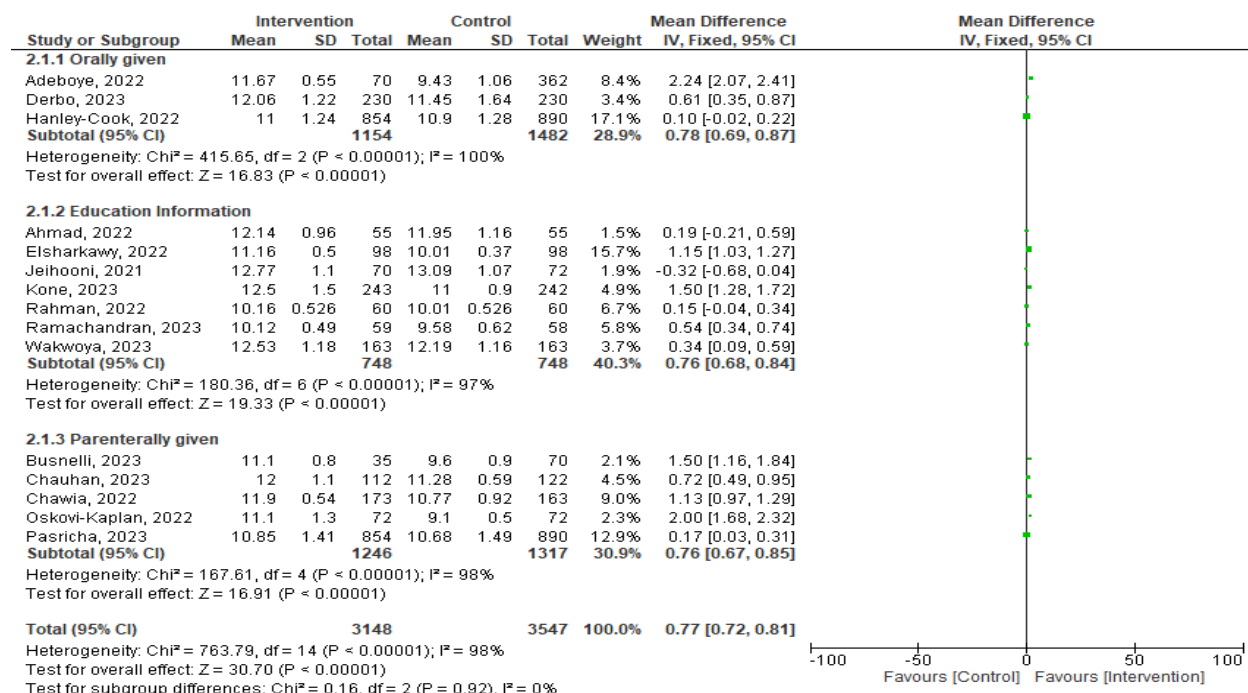 Intervention Control Mean Difference Mean Difference
Study or Subgroup Mean SD Total Mean SD Total Weight IV, Fixed, 95% CI IV, Fixed, 95% CI
2.1.1 Orally given
Adeboye, 2022 11.67 0.55 70 9.43 1.06 362 8.4% 2.24 [2.07, 2.41]
Derbo, 2023 12.06 1.22 230 11.45 1.64 230 3.4% 0.61 [0.35, 0.87]
Hanley-Cook, 2022 11 1.24 854 10.9 1.28 890 17.1% 0.10 [-0.02, 0.22]
Subtotal (95% CI) 1154 1482 28.9% 0.78 [0.69, 0.87]
Heterogeneity: Chi² = 415.65, df = 2 (P < 0.00001); I² = 100%
Test for overall effect: Z = 16.83 (P < 0.00001)
2.1.2 Education Information
Ahmad, 2022 12.14 0.96 55 11.95 1.16 55 1.5% 0.19 [-0.21, 0.59]
Elsharkawy, 2022 11.16 0.5 98 10.01 0.37 98 15.7% 1.15 [1.03, 1.27]
Jeihooni, 2021 12.77 1.1 70 13.09 1.07 72 1.9% -0.32 [-0.68, 0.04]
Kone, 2023 12.5 1.5 243 11 0.9 242 4.9% 1.50 [1.28, 1.72]
Rahman, 2022 10.16 0.526 60 10.01 0.526 60 6.7% 0.15 [-0.04, 0.34]
Ramachandran, 2023 10.12 0.49 59 9.58 0.62 58 5.8% 0.54 [0.34, 0.74]
Wakwoya, 2023 12.53 1.18 163 12.19 1.16 163 3.7% 0.34 [0.09, 0.59]
Subtotal (95% CI) 748 748 40.3% 0.76 [0.68, 0.84]
Heterogeneity: Chi² = 180.36, df = 6 (P < 0.00001); I² = 97%
Test for overall effect: Z = 19.33 (P < 0.00001)
2.1.3 Parenterally given
Busnelli, 2023 11.1 0.8 35 9.6 0.9 70 2.1% 1.50 [1.16, 1.84]
Chauhan, 2023 12 1.1 112 11.28 0.59 122 4.5% 0.72 [0.49, 0.95]
Chawia, 2022 11.9 0.54 173 10.77 0.92 163 9.0% 1.13 [0.97, 1.29]
Oskovi-Kaplan, 2022 11.1 1.3 72 9.1 0.5 72 2.3% 2.00 [1.68, 2.32]
Pasricha, 2023 10.85 1.41 854 10.68 1.49 890 12.9% 0.17 [0.03, 0.31]
Subtotal (95% CI) 1246 1317 30.9% 0.76 [0.67, 0.85]
Heterogeneity: Chi² = 167.61, df = 4 (P < 0.00001); I² = 98%
Test for overall effect: Z = 16.91 (P < 0.00001)
Total (95% CI) 3148 3547 100.0% 0.77 [0.72, 0.81]
Heterogeneity: Chi² = 763.79, df = 14 (P < 0.00001); I² = 98%
Test for overall effect: Z = 30.70 (P < 0.00001)
Test for subgroup differences: Chi² = 0.16, df = 2 (P = 0.92), I² = 0%
-100 -50 0 50 100
Favours [Control] Favours [Intervention]